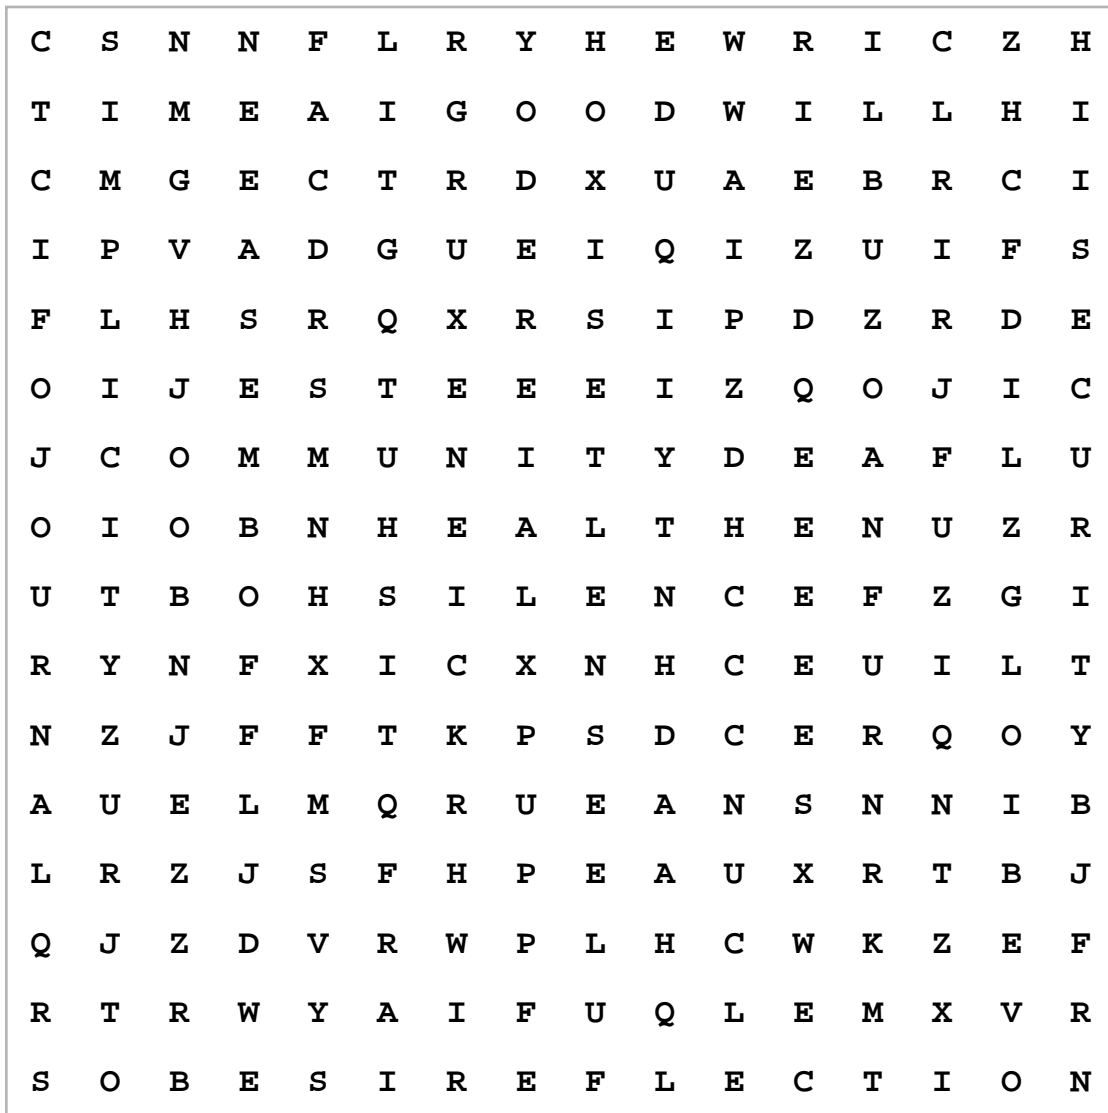 C S N N F L R Y H E W R I C Z H
T I M E A I G O O D W I L L H I
C M G E C T R D X U A E B R C I
I P V A D G U E I Q I Z U I F S
F L H S R Q X R S I P D Z R D E
O I J E S T E E E I Z Q O J I C
J C O M M U N I T Y D E A F L U
O I O B N H E A L T H E N U Z R
U T B O H S I L E N C E F Z G I
R Y N F X I C X N H C E U I L T
N Z J F F T K P S D C E R Q O Y
A U E L M Q R U E A N S N N I B
L R Z J S F H P E A U X R T B J
Q J Z D V R W P L H C W K Z E F
R T R W Y A I F U Q L E M X V R
S O B E S I R E F L E C T I O N